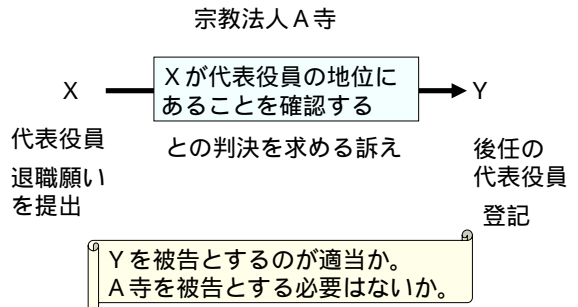 宗教法人Ａ寺
Ｘ
Ｘが代表役員の地位に
あることを確認する
Ｙ
代表役員
退職願い
を提出
との判決を求める訴え
後任の
代表役員
登記
Ｙを被告とするのが適当か。
Ａ寺を被告とする必要はないか。